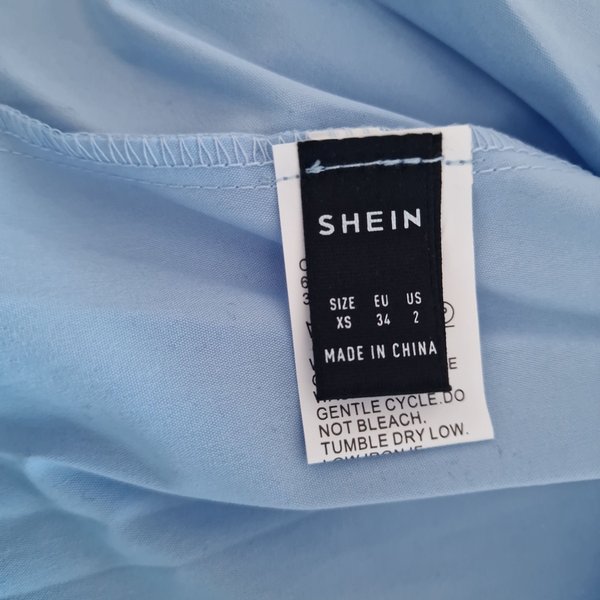 SHEIN
SIZE EU US
XS 34 2
MADE IN CHINA
GENTLE CYCLE.DO
NOT BLEACH.
TUMBLE DRY LOW.